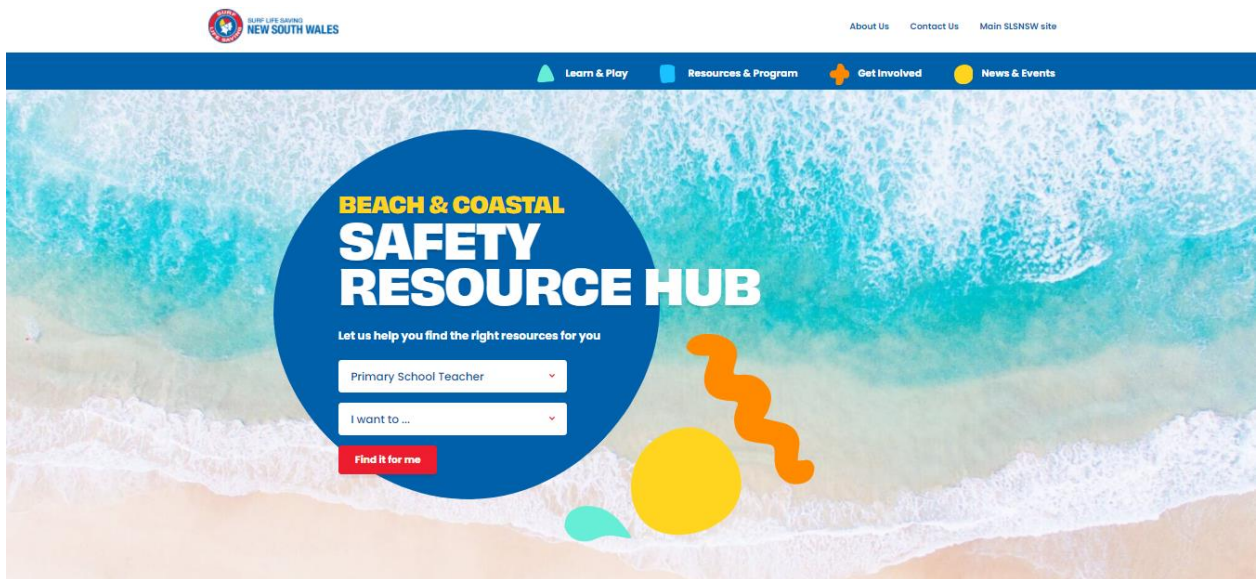 SURF LIFE SAVING
NEW SOUTH WALES
About Us Contact Us Main SLSNSW site
Learn & Play Resources & Program Get Involved News & Events
BEACH & COASTAL
SAFETY
RESOURCE HUB
Let us help you find the right resources for you
Primary School Teacher
I want to ...
Find it for me